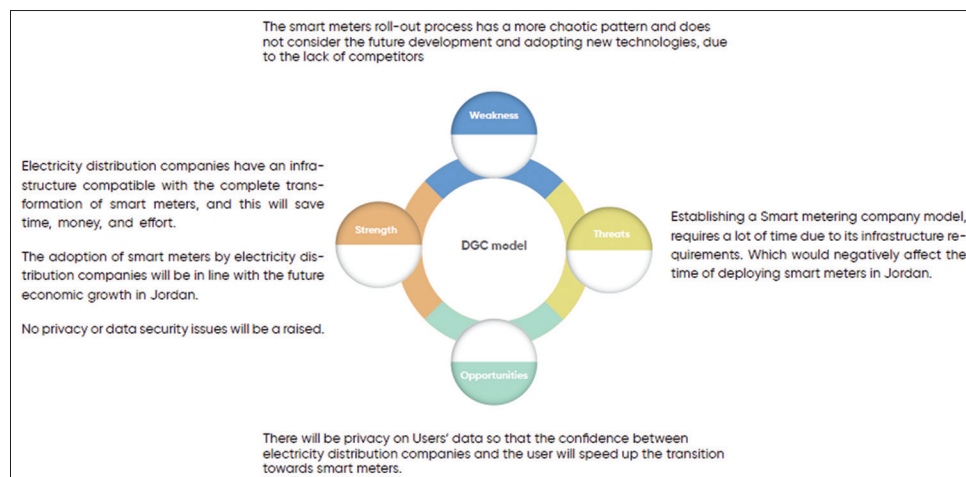 The smart meters roll-out process has a more chaotic pattern and does
not consider the future development and adopting new technologies, due
to the lack of competitors
Weakness
Electricity distribution companies have an infra-
structure compatible with the complete trans-
formation of smart meters, and this will save
time, money, and effort.
The adoption of smart meters by electricity dis-
tribution companies will be in line with the future
economic growth in Jordan.
No privacy or data security issues will be a raised.
Strength
DGC model
Threats
Establishing a Smart metering company model,
requires a lot of time due to its infrastructure re-
quirements. Which would negatively affect the
time of deploying smart meters in Jordan.
Opportunities
There will be privacy on Users' data so that the confidence between
electricity distribution companies and the user will speed up the transition
towards smart meters.